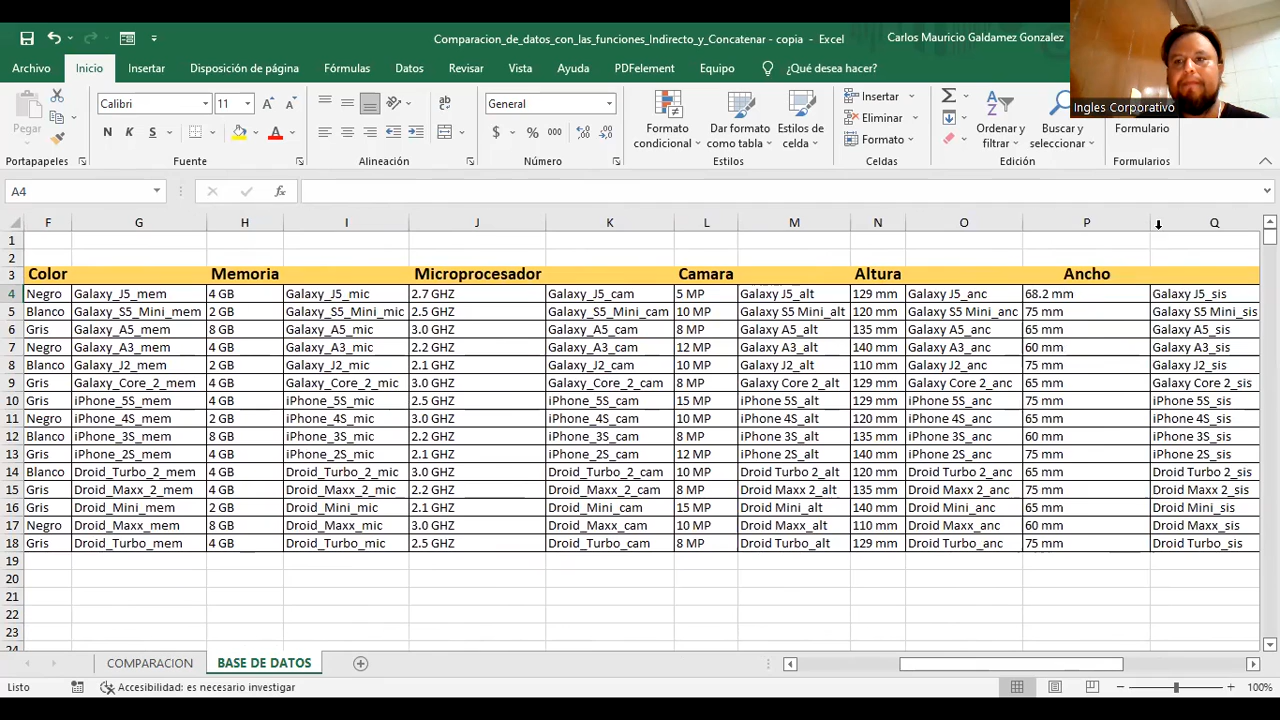 Comparacion_de_datos_con_las_funciones_Indirecto_y_Concatenar - copia - Excel
Carlos Mauricio Galdamez Gonzalez
Ingles Corporativo
Archivo Inicio Insertar Disposición de página Fórmulas Datos Revisar Vista Ayuda PDFelement Equipo ¿Qué desea hacer?
Pegar
Calibri 11
N K S
General
$ % 000
Formato condicional
Dar formato como tabla
Estilos de celda
Insertar
Eliminar
Formato
Ordenar y filtrar
Buscar y seleccionar
Formulario
Portapapeles Fuente Alineación Número Estilos Celdas Edición Formularios
A4 fx
F G H I J K L M N O P Q
1
2
3 Color Memoria Microprocesador Camara Altura Ancho
4 Negro Galaxy_J5_mem 4 GB Galaxy_J5_mic 2.7 GHZ Galaxy_J5_cam 5 MP Galaxy J5_alt 129 mm Galaxy J5_anc 68.2 mm Galaxy J5_sis
5 Blanco Galaxy_S5_Mini_mem 2 GB Galaxy_S5_Mini_mic 2.5 GHZ Galaxy_S5_Mini_cam 10 MP Galaxy S5 Mini_alt 120 mm Galaxy S5 Mini_anc 75 mm Galaxy S5 Mini_sis
6 Gris Galaxy_A5_mem 8 GB Galaxy_A5_mic 3.0 GHZ Galaxy_A5_cam 8 MP Galaxy A5_alt 135 mm Galaxy A5_anc 65 mm Galaxy A5_sis
7 Negro Galaxy_A3_mem 4 GB Galaxy_A3_mic 2.2 GHZ Galaxy_A3_cam 12 MP Galaxy A3_alt 140 mm Galaxy A3_anc 60 mm Galaxy A3_sis
8 Blanco Galaxy_J2_mem 2 GB Galaxy_J2_mic 2.1 GHZ Galaxy_J2_cam 10 MP Galaxy J2_alt 110 mm Galaxy J2_anc 75 mm Galaxy J2_sis
9 Gris Galaxy_Core_2_mem 4 GB Galaxy_Core_2_mic 3.0 GHZ Galaxy_Core_2_cam 8 MP Galaxy Core 2_alt 129 mm Galaxy Core 2_anc 65 mm Galaxy Core 2_sis
10 Gris iPhone_5S_mem 4 GB iPhone_5S_mic 2.5 GHZ iPhone_5S_cam 15 MP iPhone 5S_alt 129 mm iPhone 5S_anc 75 mm iPhone 5S_sis
11 Negro iPhone_4S_mem 2 GB iPhone_4S_mic 3.0 GHZ iPhone_4S_cam 10 MP iPhone 4S_alt 120 mm iPhone 4S_anc 65 mm iPhone 4S_sis
12 Blanco iPhone_3S_mem 8 GB iPhone_3S_mic 2.2 GHZ iPhone_3S_cam 8 MP iPhone 3S_alt 135 mm iPhone 3S_anc 60 mm iPhone 3S_sis
13 Gris iPhone_2S_mem 4 GB iPhone_2S_mic 2.1 GHZ iPhone_2S_cam 12 MP iPhone 2S_alt 140 mm iPhone 2S_anc 75 mm iPhone 2S_sis
14 Blanco Droid_Turbo_2_mem 4 GB Droid_Turbo_2_mic 3.0 GHZ Droid_Turbo_2_cam 10 MP Droid Turbo 2_alt 120 mm Droid Turbo 2_anc 65 mm Droid Turbo 2_sis
15 Gris Droid_Maxx_2_mem 4 GB Droid_Maxx_2_mic 2.2 GHZ Droid_Maxx_2_cam 8 MP Droid Maxx 2_alt 135 mm Droid Maxx 2_anc 75 mm Droid Maxx 2_sis
16 Gris Droid_Mini_mem 2 GB Droid_Mini_mic 2.1 GHZ Droid_Mini_cam 15 MP Droid Mini_alt 140 mm Droid Mini_anc 65 mm Droid Mini_sis
17 Negro Droid_Maxx_mem 8 GB Droid_Maxx_mic 3.0 GHZ Droid_Maxx_cam 10 MP Droid Maxx_alt 110 mm Droid Maxx_anc 60 mm Droid Maxx_sis
18 Gris Droid_Turbo_mem 4 GB Droid_Turbo_mic 2.5 GHZ Droid_Turbo_cam 8 MP Droid Turbo_alt 129 mm Droid Turbo_anc 75 mm Droid Turbo_sis
19
20
21
22
23
24
COMPARACION BASE DE DATOS
Listo Accesibilidad: es necesario investigar 100%